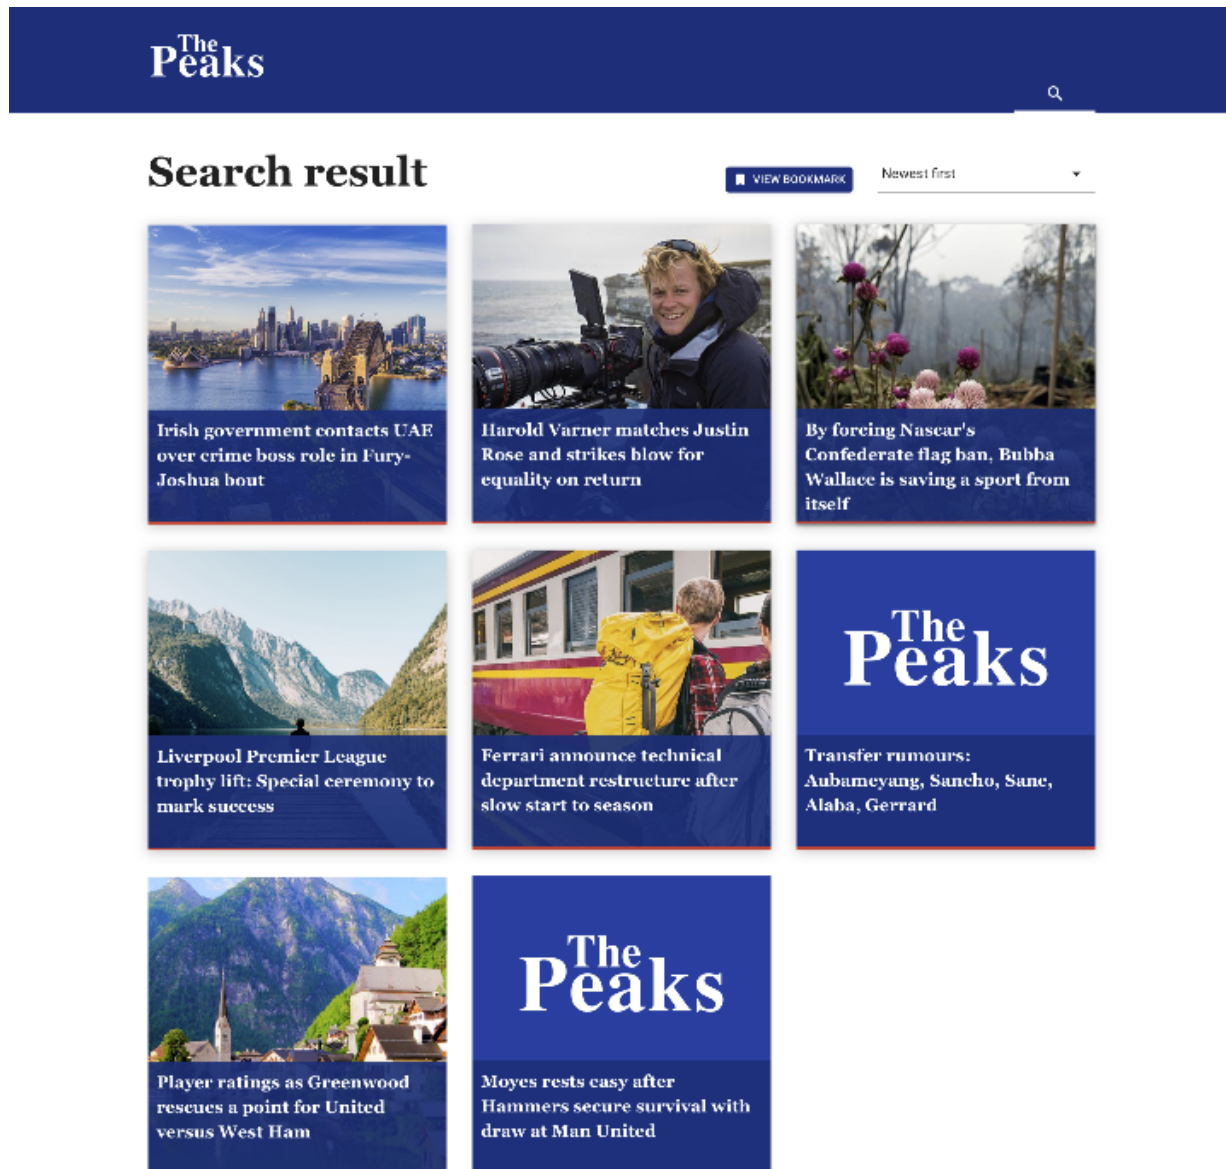 The
Peaks
Search result
VIEW BOOKMARK
Newest first
Irish government contacts UAE
over crime boss role in Fury-
Joshua bout
Harold Varner matches Justin
Rose and strikes blow for
equality on return
By forcing Nascar's
Confederate flag ban, Bubba
Wallace is saving a sport from
itself
Liverpool Premier League
trophy lift: Special ceremony to
mark success
Ferrari announce technical
department restructure after
slow start to season
The
Peaks
Transfer rumours:
Aubameyang, Sancho, Sane,
Alaba, Gerrard
Player ratings as Greenwood
rescues a point for United
versus West Ham
The
Peaks
Moyes rests easy after
Hammers secure survival with
draw at Man United